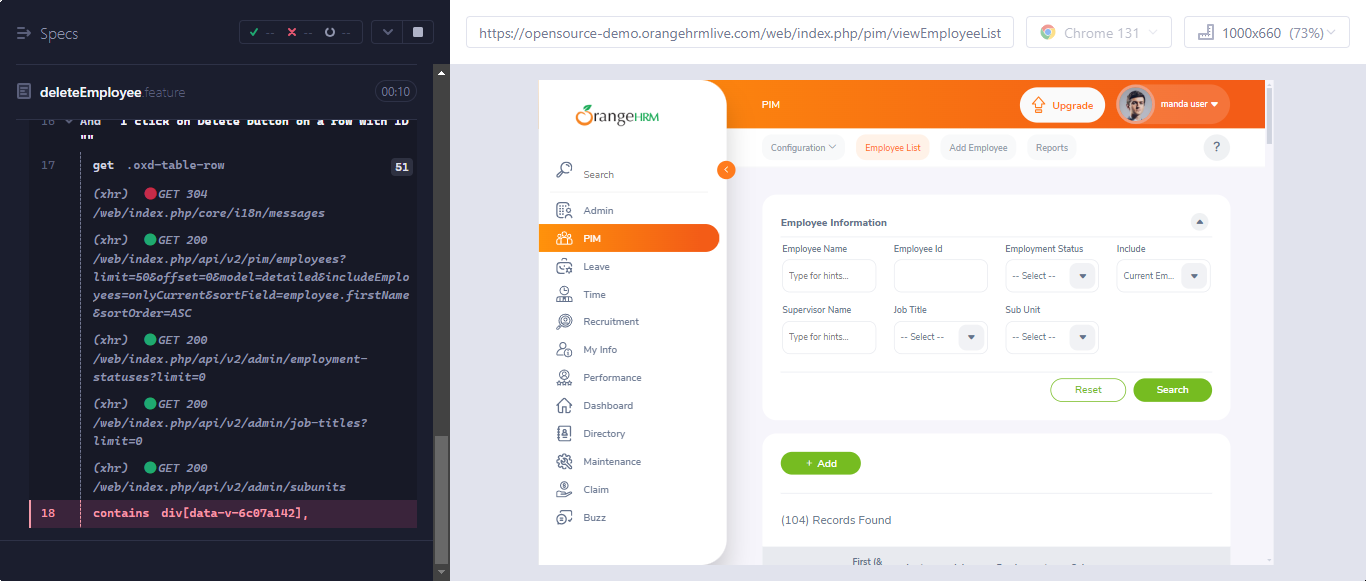 Specs
-- -- --
deleteEmployee feature 00:10
16 And "I click on Delete button on a row with ID
""
17 get .oxd-table-row 51
(xhr) GET 304
/web/index.php/core/i18n/messages
(xhr) GET 200
/web/index.php/api/v2/pim/employees?
limit=50&offset=0&model=detailed&includeEmplo
yees=onlyCurrent&sortField=employee.firstName
&sortOrder=ASC
(xhr) GET 200
/web/index.php/api/v2/admin/employment-
statuses?limit=0
(xhr) GET 200
/web/index.php/api/v2/admin/job-titles?
limit=0
(xhr) GET 200
/web/index.php/api/v2/admin/subunits
18 contains div[data-v-6c07a142],
https://opensource-demo.orangehrmlive.com/web/index.php/pim/viewEmployeeList
Chrome 131
1000x660 (73%)
OrangeHRM
Search
Admin
PIM
Leave
Time
Recruitment
My Info
Performance
Dashboard
Directory
Maintenance
Claim
Buzz
PIM
Upgrade
manda user
Configuration Employee List Add Employee Reports ?
Employee Information
Employee Name Employee Id Employment Status Include
Type for hints... -- Select -- Current Em...
Supervisor Name Job Title Sub Unit
Type for hints... -- Select -- -- Select --
Reset Search
+ Add
(104) Records Found
First (&